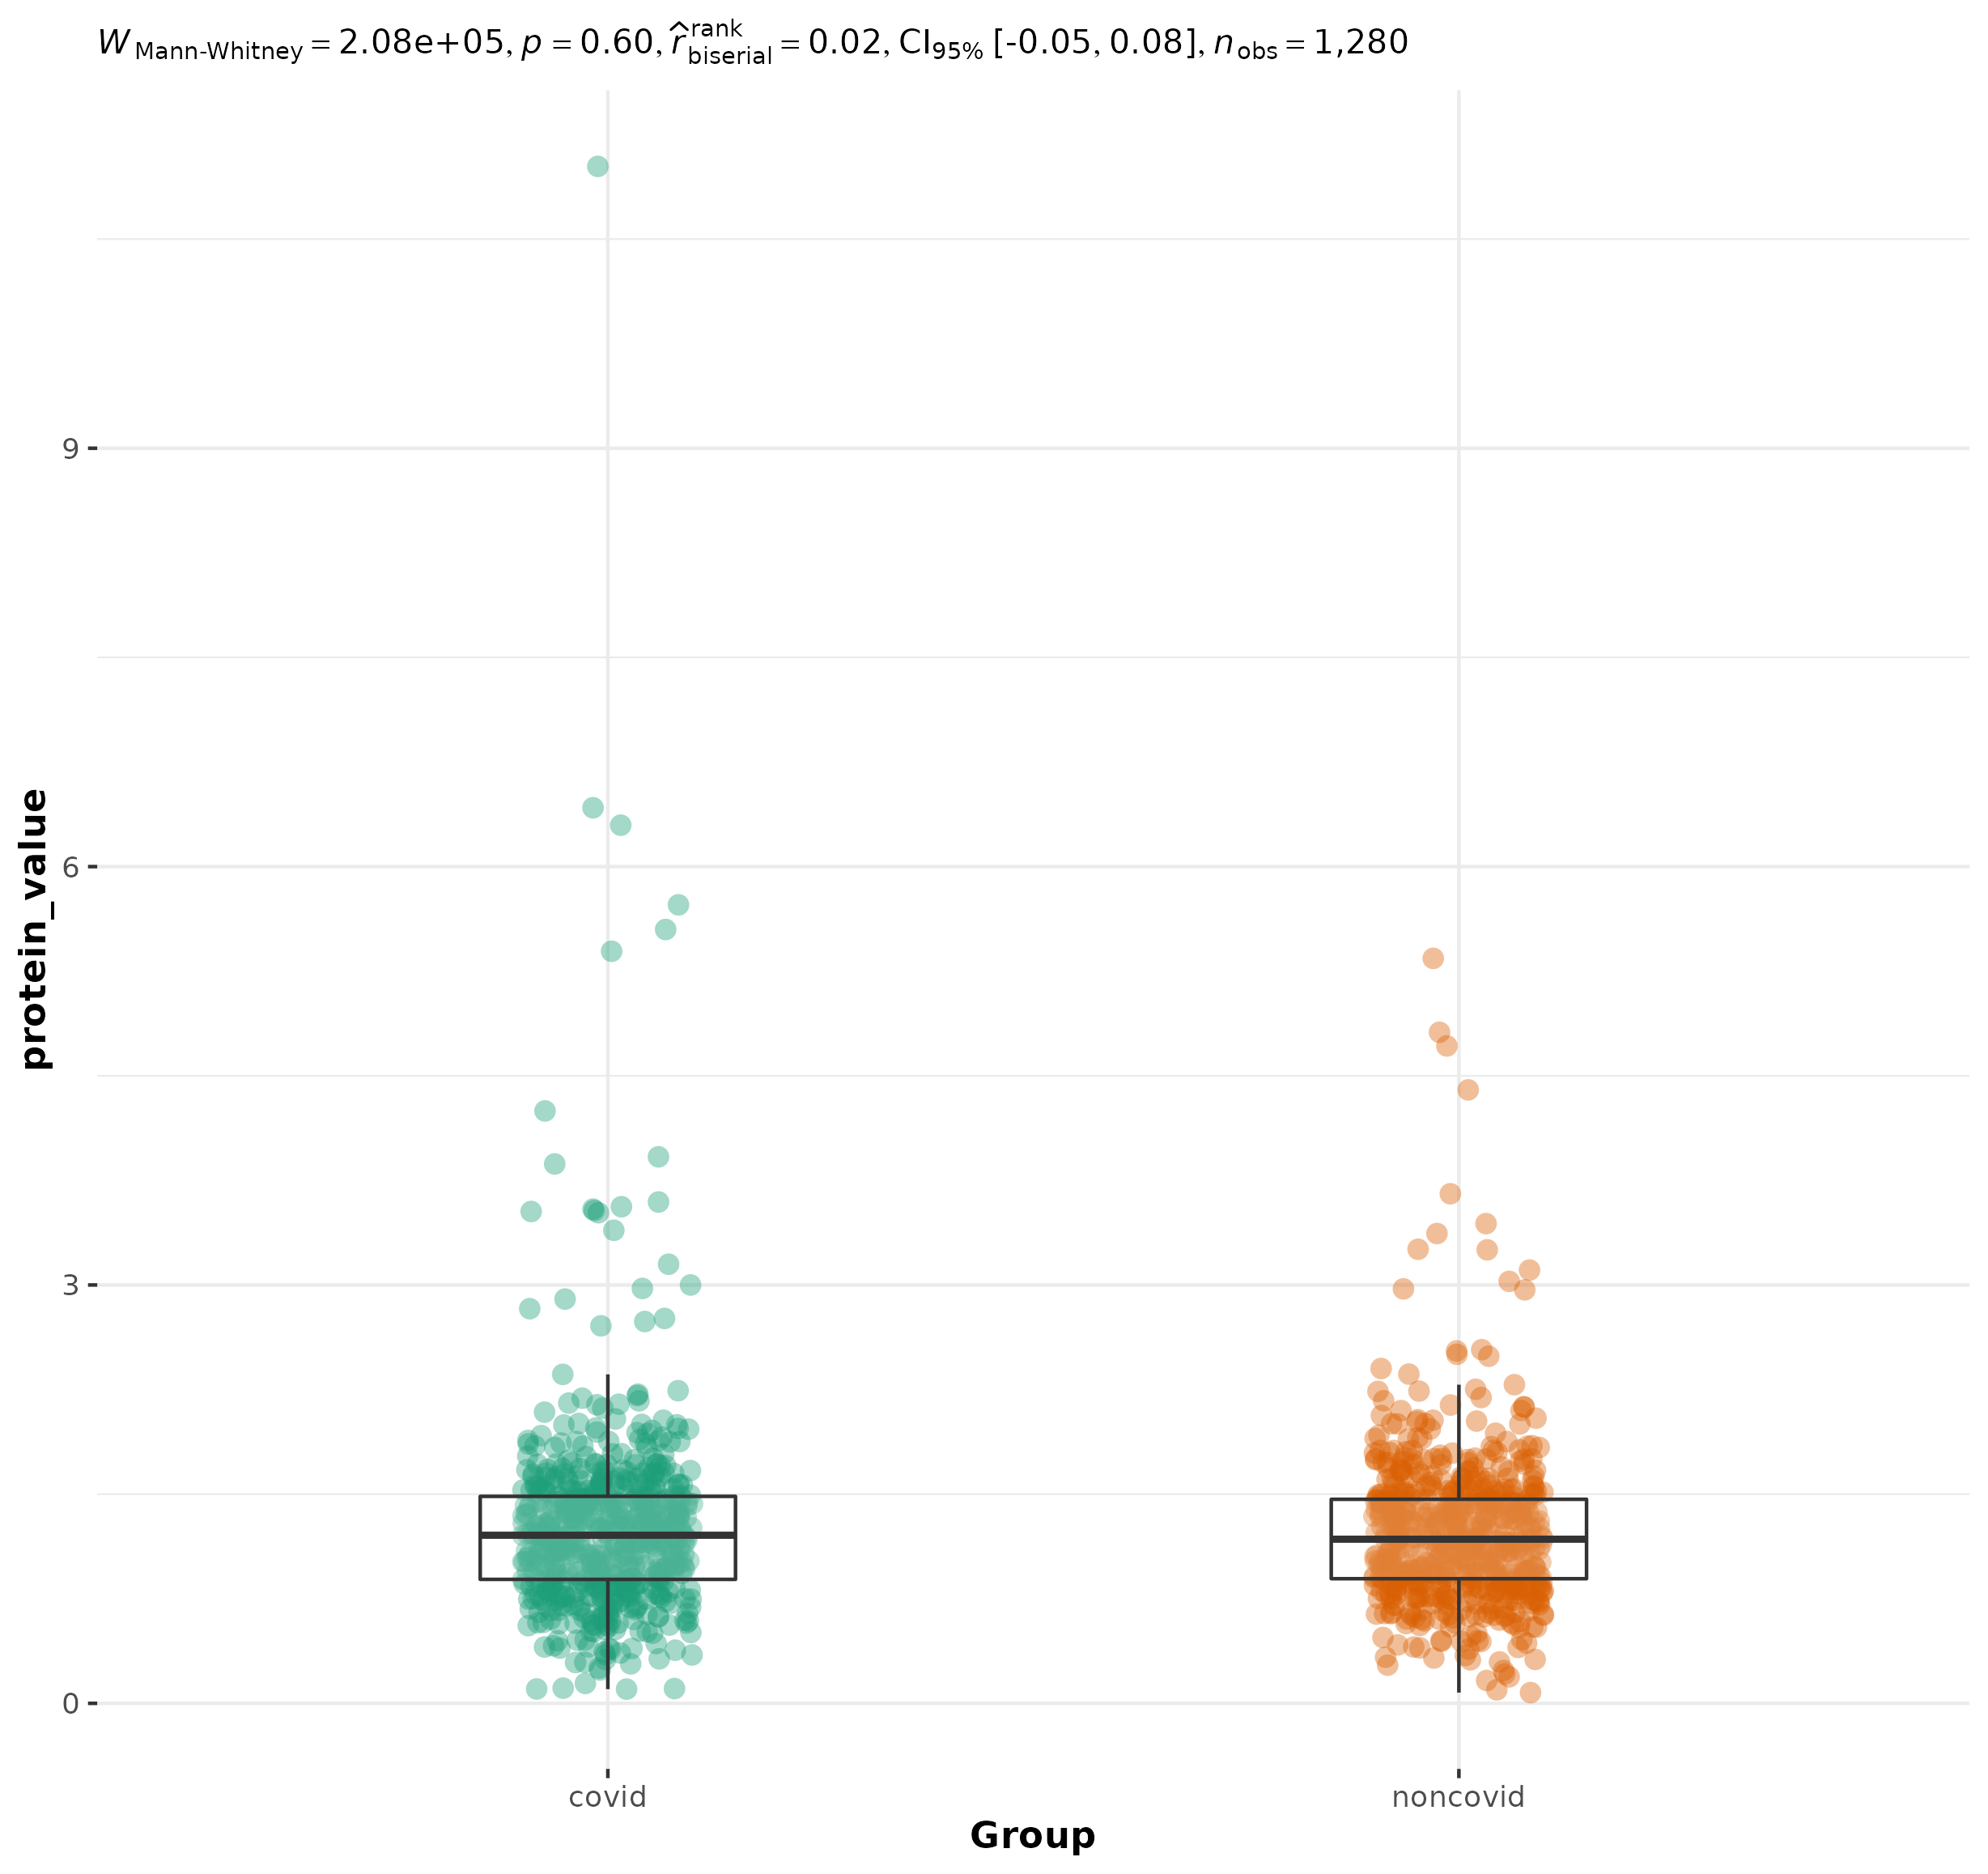 W Mann-Whitney = 2.08e+05, p = 0.60, r̂ rank biserial = 0.02, CI95% [-0.05, 0.08], nobs = 1,280
9
6
3
0
protein_value
covid noncovid
Group